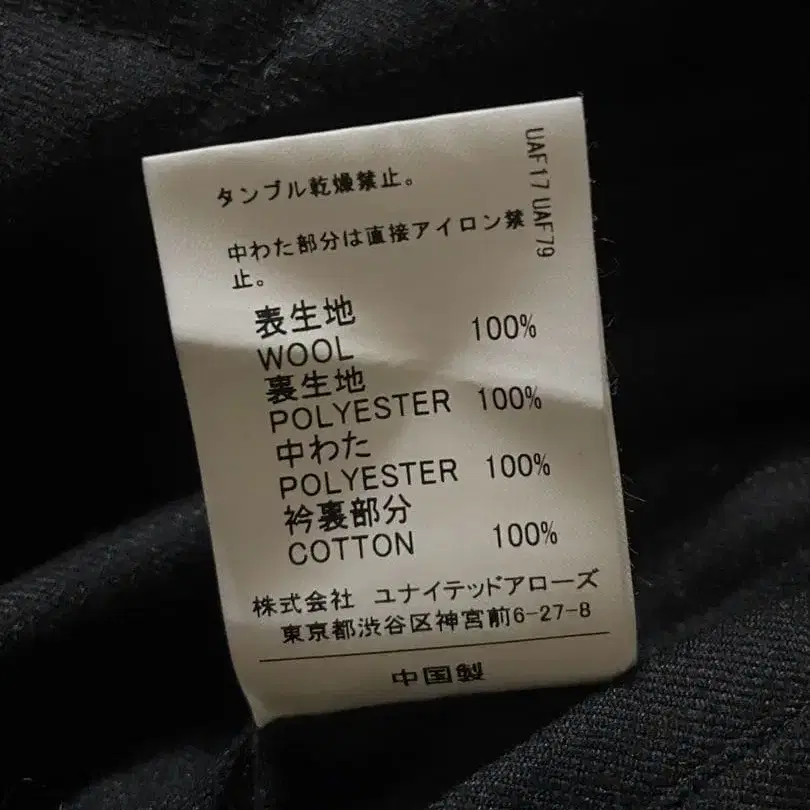 UAF17 UAF79
タンブル乾燥禁止。
中わた部分は直接アイロン禁
止。
表生地
WOOL 100%
裏生地
POLYESTER 100%
中わた
POLYESTER 100%
衿裏部分
COTTON 100%
株式会社 ユナイテッドアローズ
東京都渋谷区神宮前6-27-8
中国製